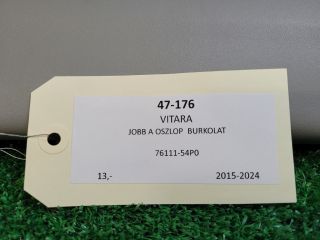 47-176
VITARA
JOBB A OSZLOP BURKOLAT
76111-54P0
13,- 2015-2024